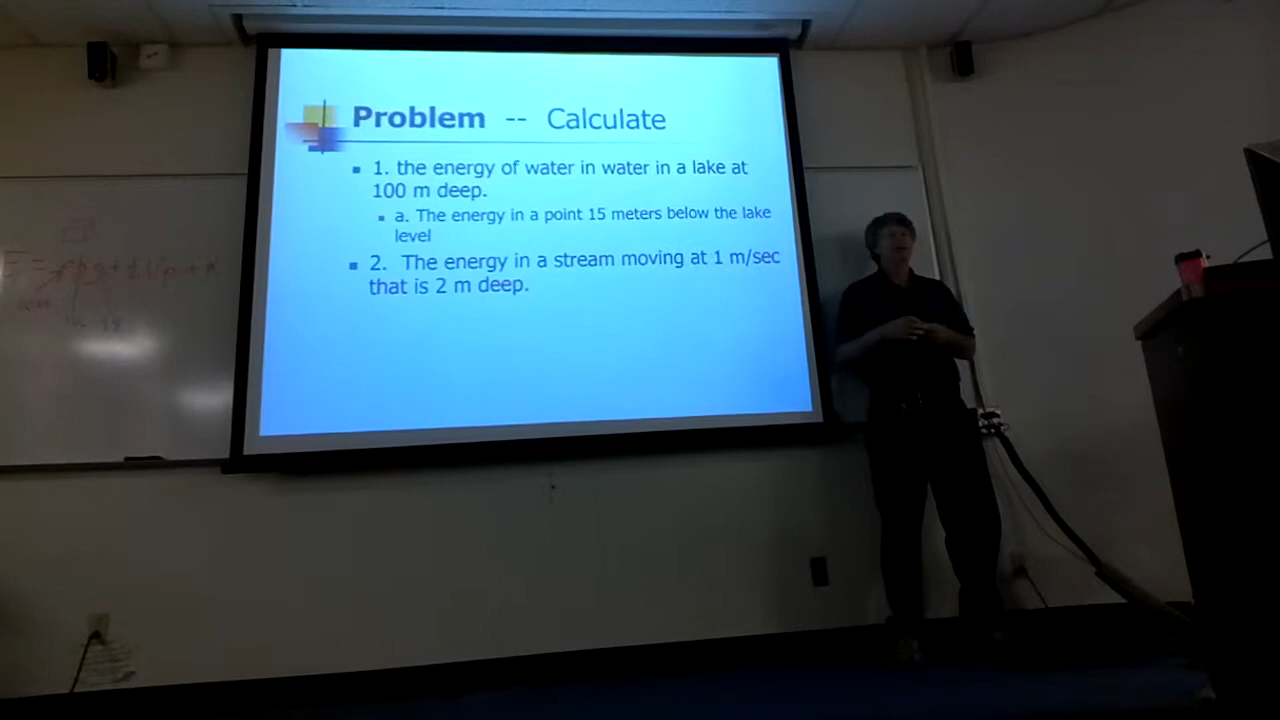 Problem -- Calculate
1. the energy of water in water in a lake at
100 m deep.
a. The energy in a point 15 meters below the lake
level
2. The energy in a stream moving at 1 m/sec
that is 2 m deep.